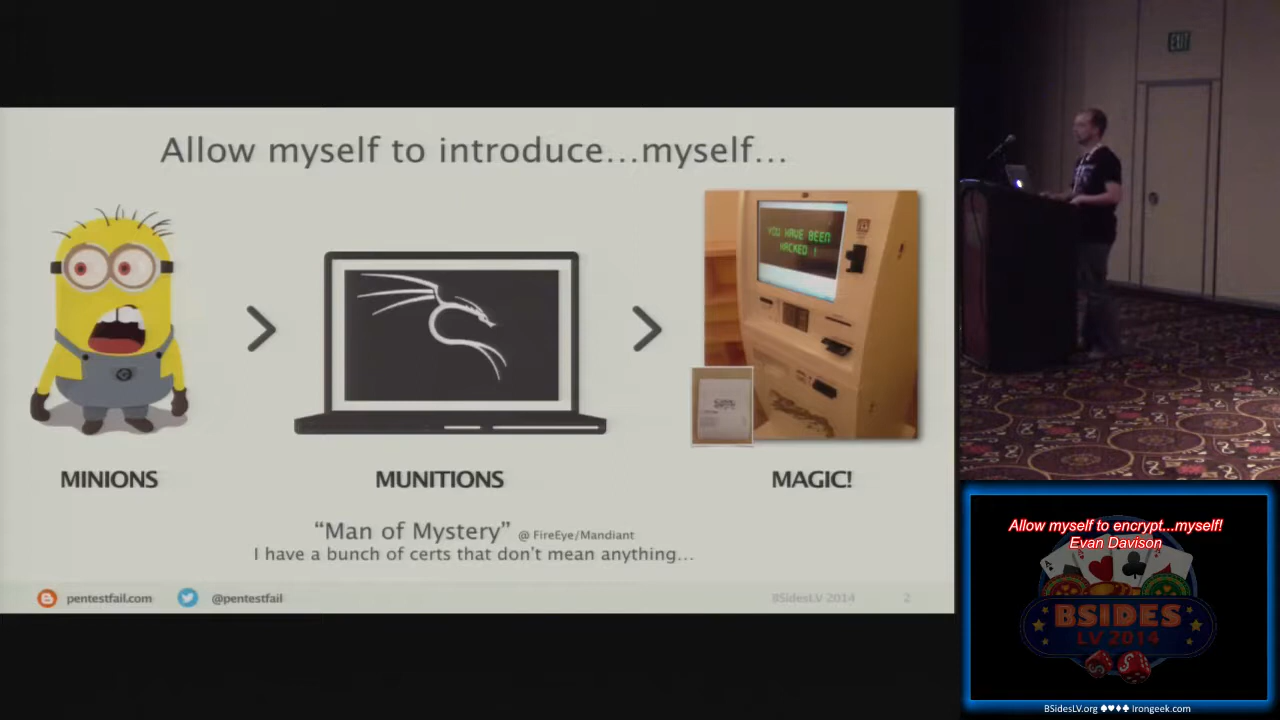 Allow myself to introduce...myself...
YOU HAVE BEEN
HACKED !
MINIONS
MUNITIONS
MAGIC!
“Man of Mystery” @ FireEye/Mandiant
I have a bunch of certs that don’t mean anything...
pentestfail.com
@pentestfail
BSidesLV 2014
2
EXIT
Allow myself to encrypt...myself!
Evan Davison
BSIDES
LV 2014
BSidesLV.org ♠♥♦♣ Irongeek.com